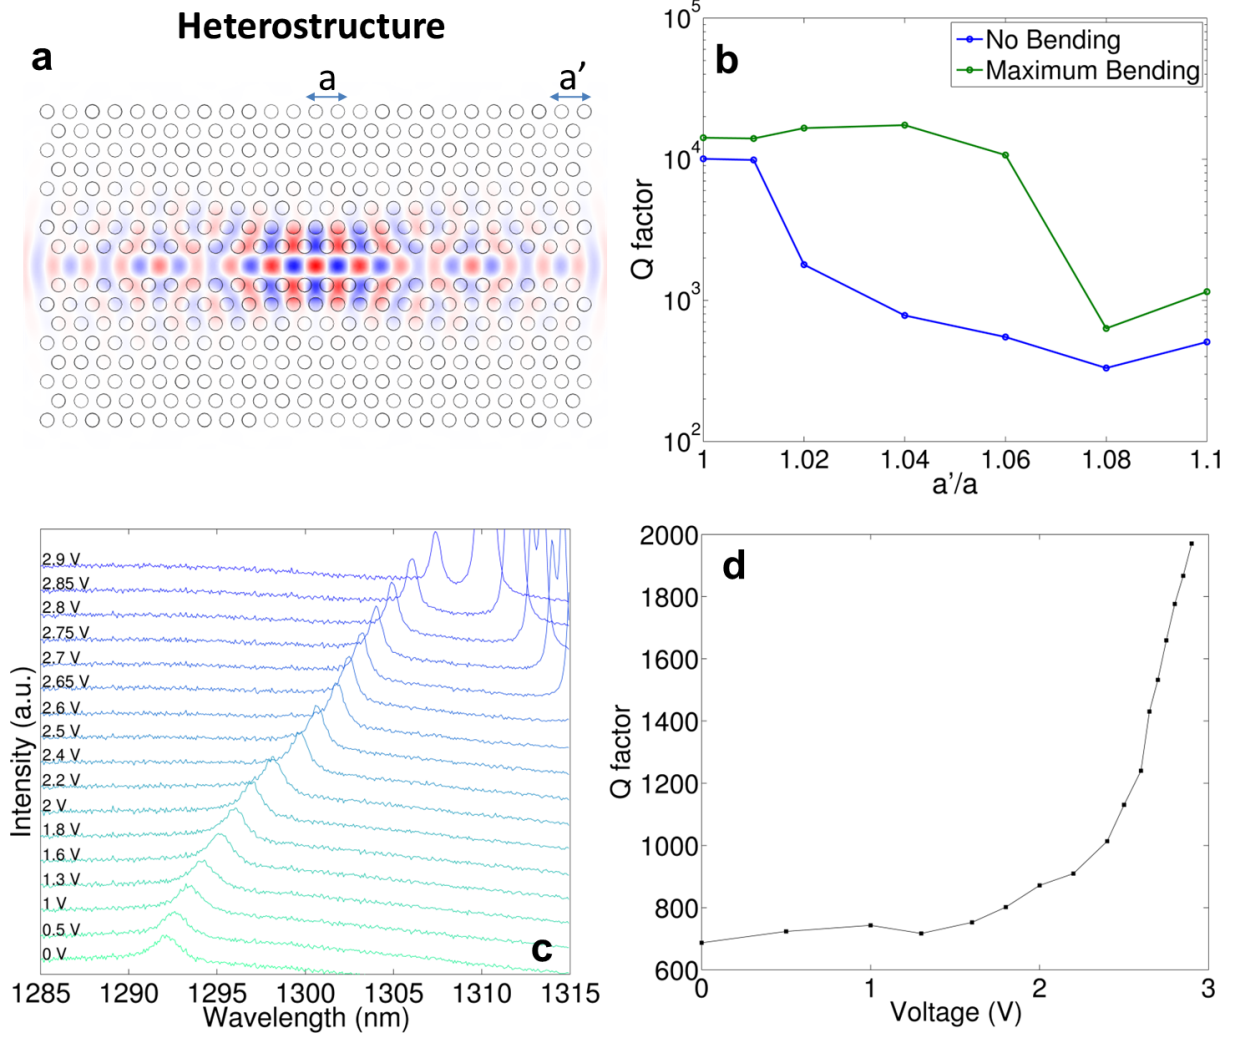 Heterostructure
a
a
a’
b
No Bending
Maximum Bending
10^5
10^4
10^3
10^2
Q factor
1 1.02 1.04 1.06 1.08 1.1
a’/a
2.9 V
2.85 V
2.8 V
2.75 V
2.7 V
2.65 V
2.6 V
2.5 V
2.4 V
2.2 V
2 V
1.8 V
1.6 V
1.3 V
1 V
0.5 V
0 V
c
Intensity (a.u.)
1285 1290 1295 1300 1305 1310 1315
Wavelength (nm)
d
2000
1800
1600
1400
1200
1000
800
600
Q factor
0 1 2 3
Voltage (V)